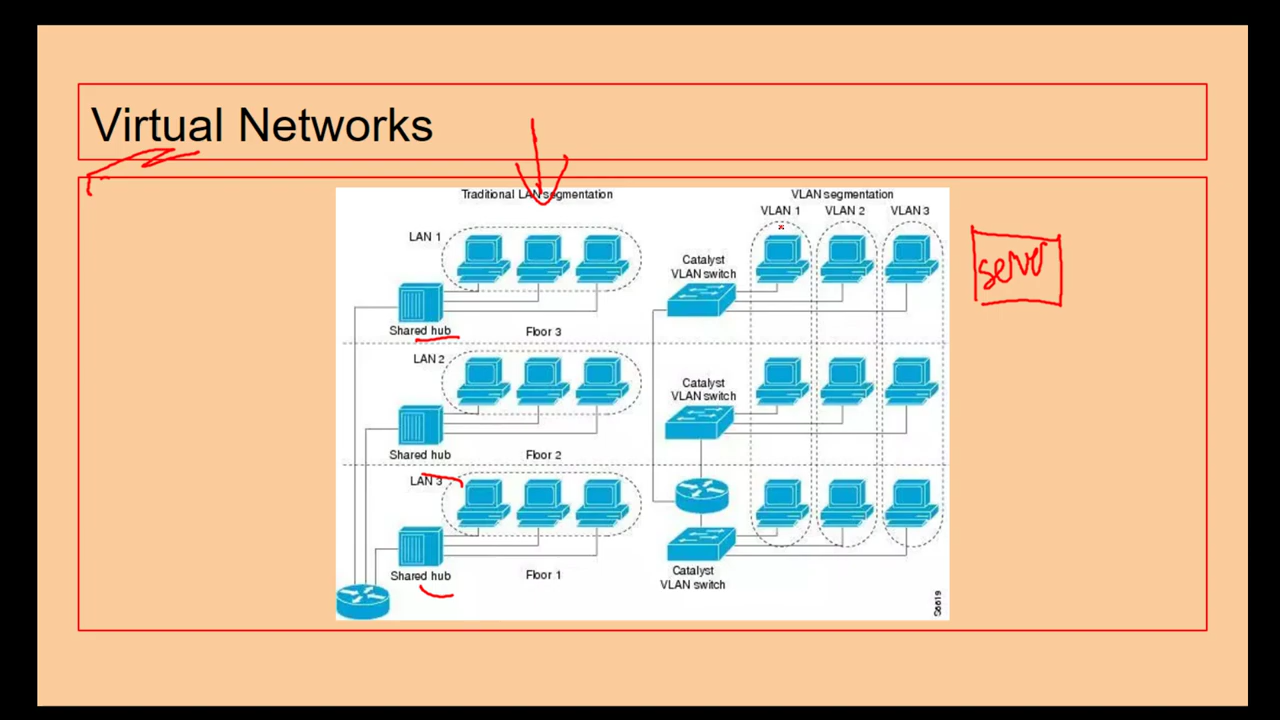 Virtual Networks
Traditional LAN segmentation
LAN 1
Shared hub
Floor 3
LAN 2
Shared hub
Floor 2
LAN 3
Shared hub
Floor 1
VLAN segmentation
VLAN 1 VLAN 2 VLAN 3
Catalyst
VLAN switch
Catalyst
VLAN switch
Catalyst
VLAN switch
S6619
server